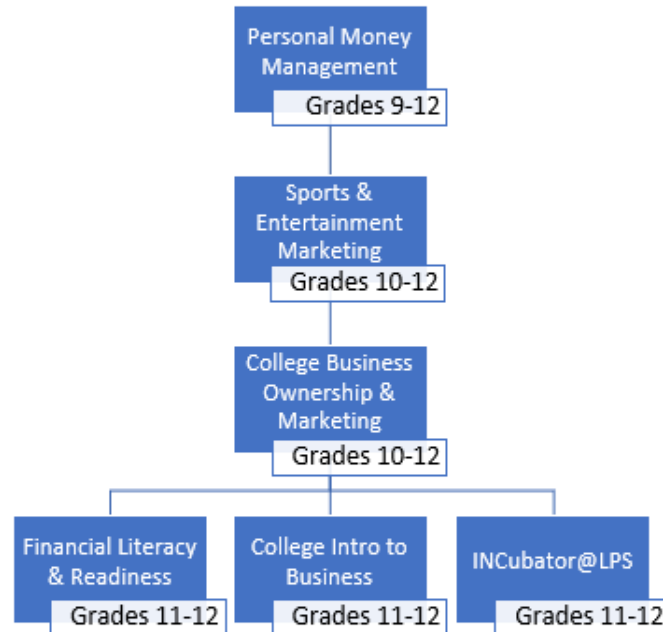 Personal Money
Management
Grades 9-12
Sports &
Entertainment
Marketing
Grades 10-12
College Business
Ownership &
Marketing
Grades 10-12
Financial Literacy
& Readiness
Grades 11-12
College Intro to
Business
Grades 11-12
INCubator@LPS
Grades 11-12